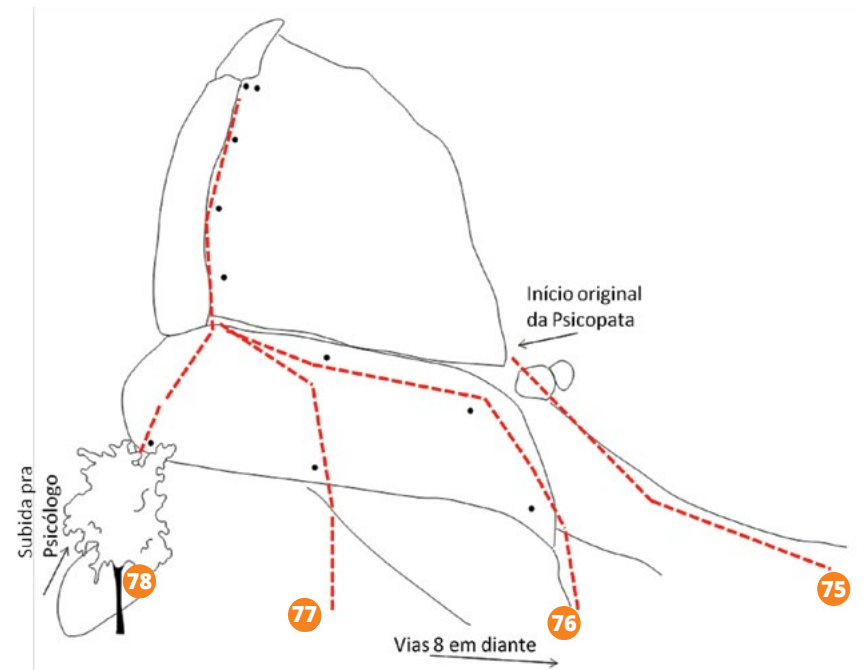 Início original
da Psicopata
Subida pra
Psicólogo
78
77
76
75
Vias 8 em diante